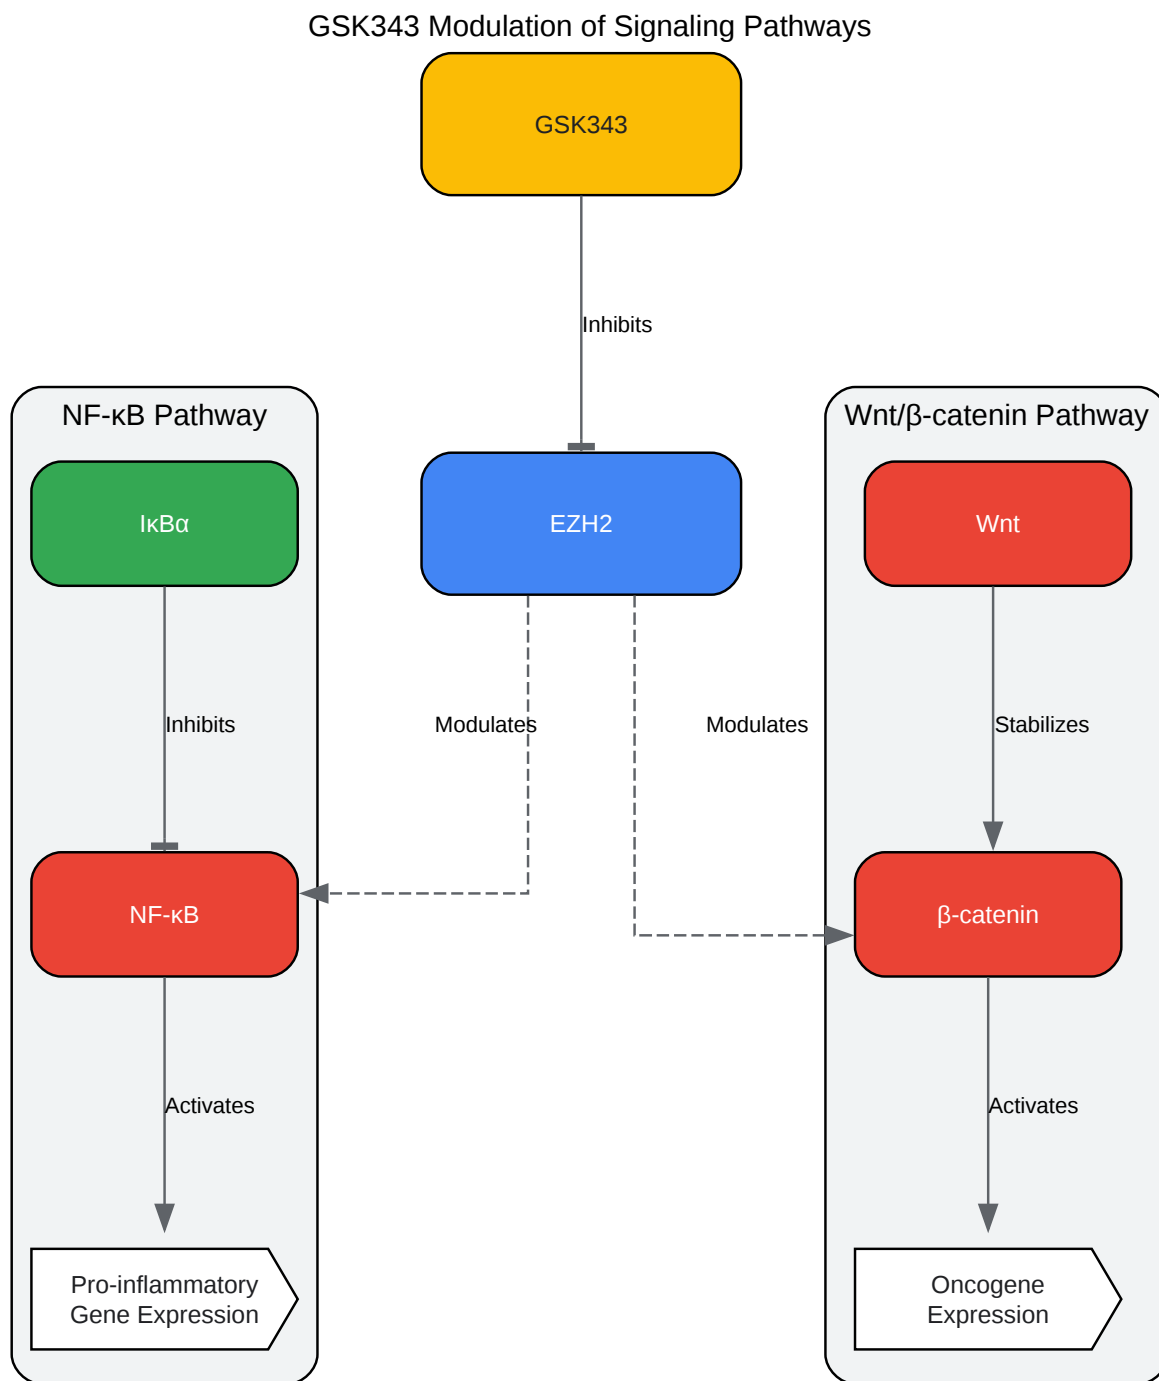 GSK343 Modulation of Signaling Pathways
GSK343
Inhibits
NF-κB Pathway
Wnt/β-catenin Pathway
IκBα
EZH2
Wnt
Inhibits
Modulates
Modulates
Stabilizes
NF-κB
β-catenin
Activates
Activates
Pro-inflammatory
Gene Expression
Oncogene
Expression